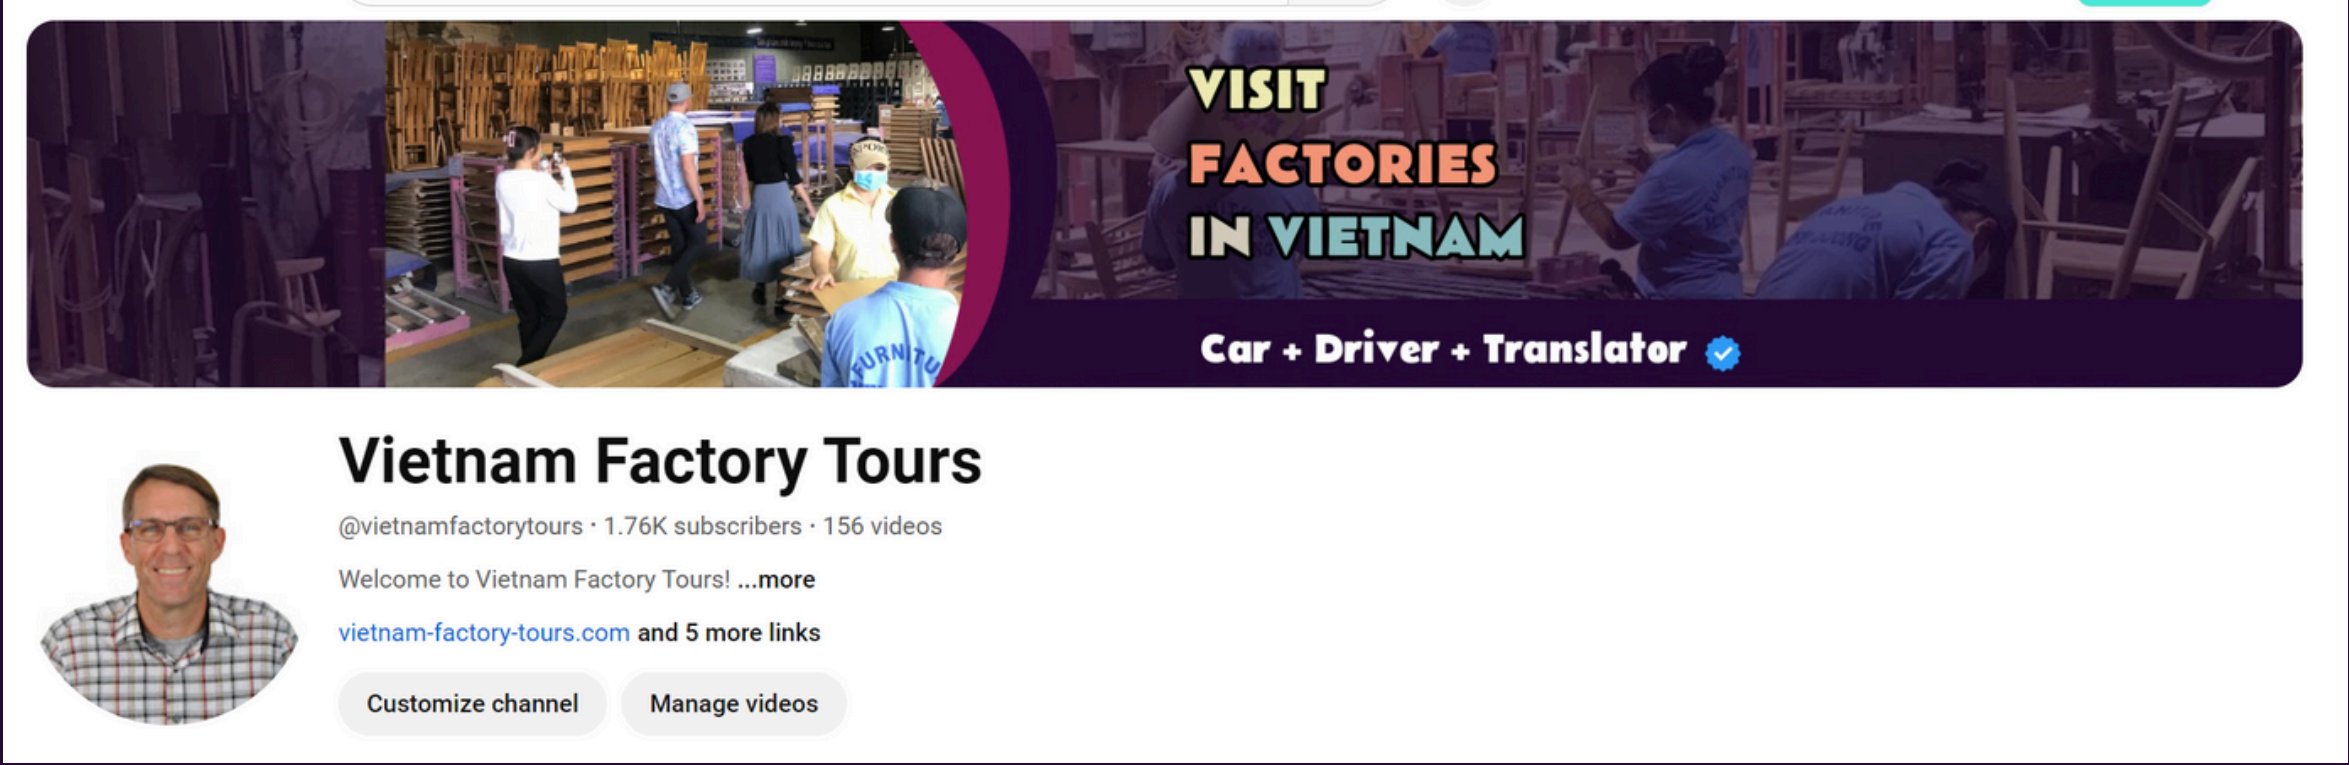 VISIT
FACTORIES
IN VIETNAM
Car + Driver + Translator
FURNITU
Vietnam Factory Tours
@vietnamfactorytours · 1.76K subscribers · 156 videos
Welcome to Vietnam Factory Tours! ...more
vietnam-factory-tours.com and 5 more links
Customize channel
Manage videos